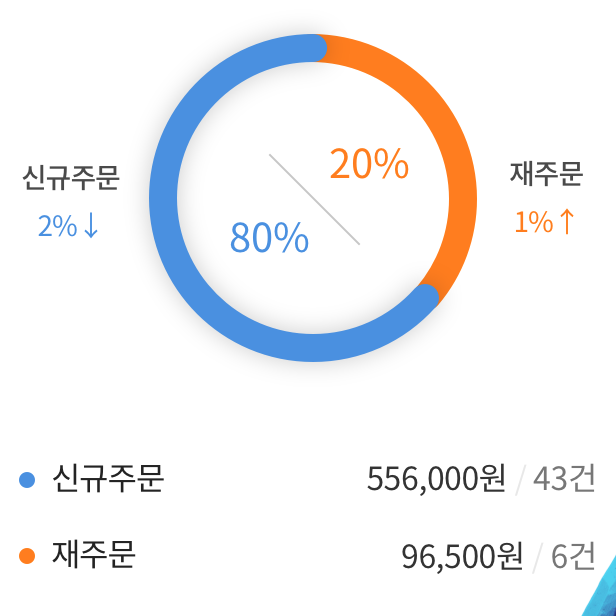 20%
신규주문
재주문
2%↓
1%↑
80%
신규주문 556,000원 / 43건
재주문 96,500원 / 6건